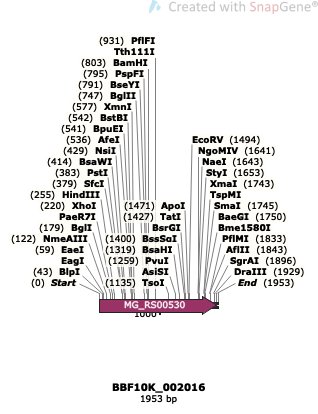 Created with SnapGene®
(931) PflFI
Tth111I
(803) BamHI
(795) PspFI
(791) BseYI
(747) BglII
(577) XmnI
(542) BstBI
(541) BpuEI
(536) AfeI
(429) NsiI
(414) BsaWI
(383) PstI
(379) SfcI
(255) HindIII
(220) XhoI
PaeR7I
(179) BglI
(122) NmeAIII
(59) EaeI
EagI
(43) BlpI
(0) Start
(1471) ApoI
(1427) TatI
BsrGI
(1400) BssSαI
(1319) BsaHI
(1259) PvuI
AsiSI
(1135) TsoI
EcoRV (1494)
NgoMIV (1641)
NaeI (1643)
StyI (1653)
XmaI (1743)
TspMI
SmaI (1745)
BaeGI (1750)
Bme1580I
PflMI (1833)
AflII (1843)
SgrAI (1896)
DraIII (1929)
End (1953)
MG_RS00530
1000
BBF10K_002016
1953 bp